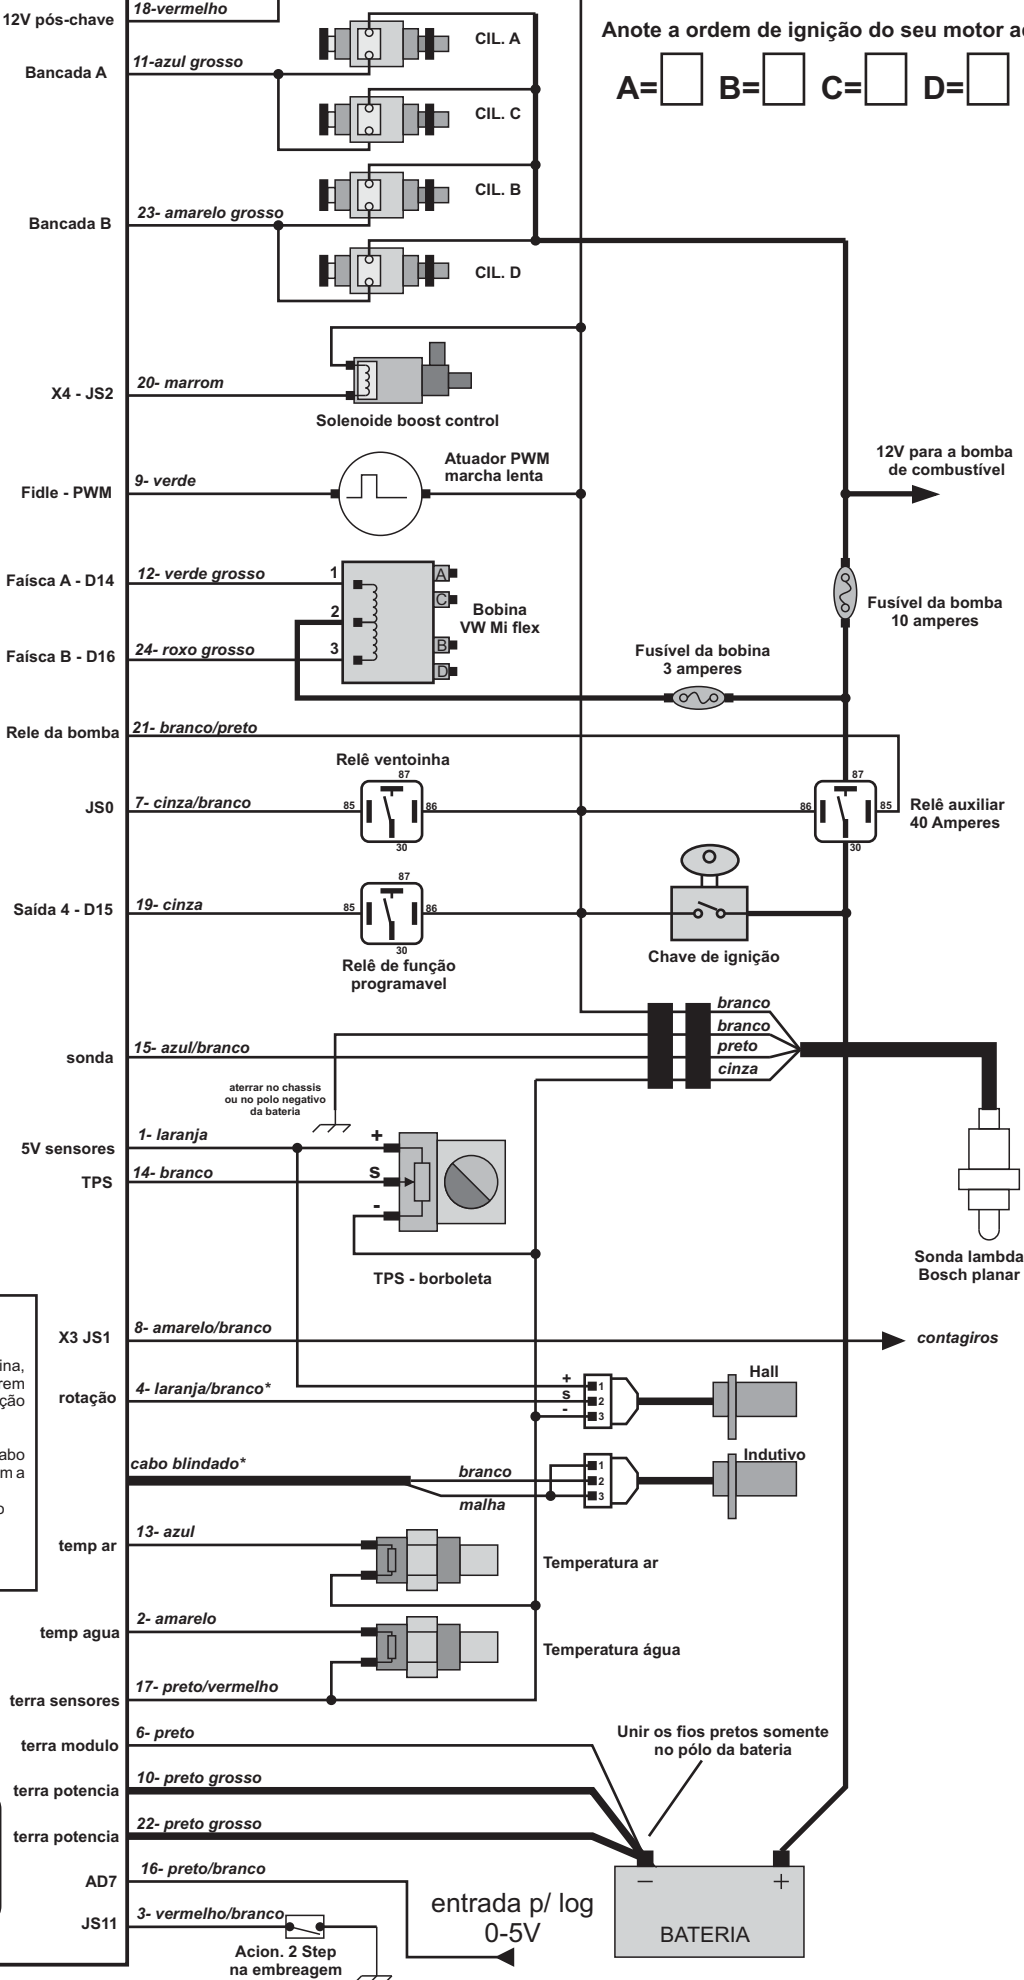 12V pós-chave
18-vermelho
Anote a ordem de ignição do seu motor
A=
B=
C=
D=
CIL. A
Bancada A
11-azul grosso
CIL. C
CIL. B
Bancada B
23- amarelo grosso
CIL. D
X4 - JS2
20- marrom
Solenoide boost control
Atuador PWM
marcha lenta
12V para a bomba
de combustível
Fidle - PWM
9- verde
Faísca A - D14
12- verde grosso
1
2
3
A
C
B
D
Bobina
VW Mi flex
Fusível da bomba
10 amperes
Faísca B - D16
24- roxo grosso
Fusível da bobina
3 amperes
Rele da bomba
21- branco/preto
Relê ventoinha
87
87
JS0
7- cinza/branco
85
86
86
85
30
30
Relê auxiliar
40 Amperes
Saída 4 - D15
19- cinza
87
85
86
30
Relê de função
programavel
Chave de ignição
branco
branco
preto
cinza
sonda
15- azul/branco
aterrar no chassis
ou no polo negativo
da bateria
5V sensores
1- laranja
+
TPS
14- branco
S
-
TPS - borboleta
Sonda lambda
Bosch planar
X3 JS1
8- amarelo/branco
contagiros
rotação
4- laranja/branco*
+
s
-
1
2
3
Hall
cabo blindado*
branco
malha
1
2
3
Indutivo
temp ar
13- azul
Temperatura ar
temp agua
2- amarelo
Temperatura água
terra sensores
17- preto/vermelho
terra modulo
6- preto
Unir os fios pretos somente
no pólo da bateria
terra potencia
10- preto grosso
terra potencia
22- preto grosso
AD7
16- preto/branco
entrada p/ log
0-5V
−
+
BATERIA
JS11
3- vermelho/branco
Acion. 2 Step
na embreagem